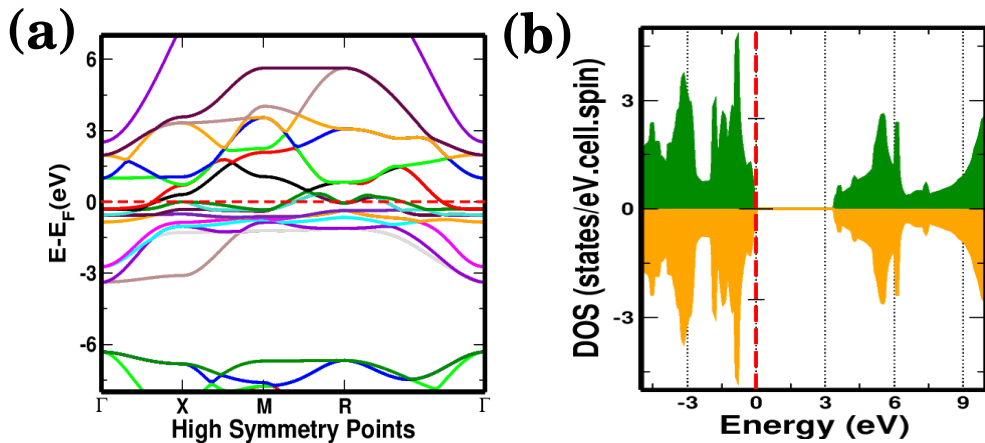 (a)
6
3
0
-3
-6
E-E_F(eV)
Γ X M R Γ
High Symmetry Points
(b)
3
0
-3
DOS (states/eV.cell.spin)
-3 0 3 6 9
Energy (eV)